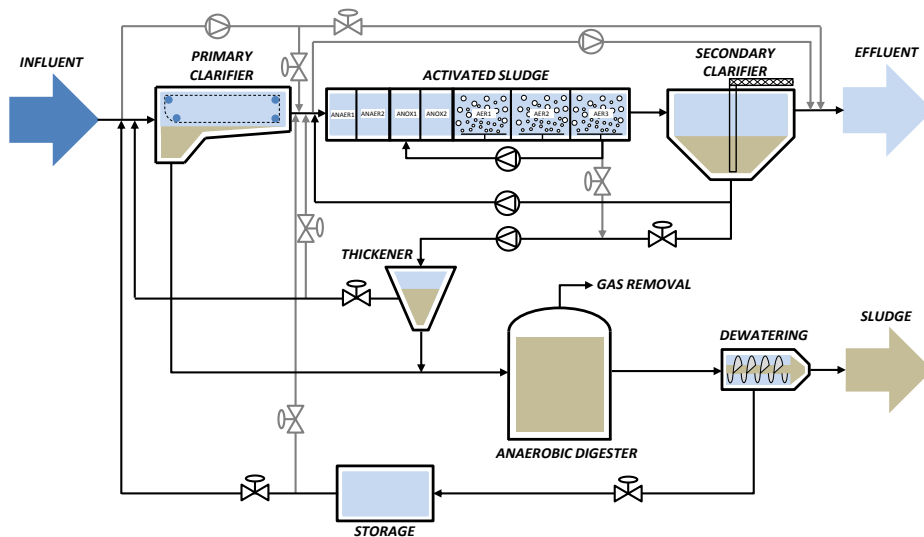 INFLUENT
PRIMARY
CLARIFIER
ACTIVATED SLUDGE
SECONDARY
CLARIFIER
EFFLUENT
ANAER1
ANAER2
ANOX1
ANOX2
AER1
AER2
AER3
THICKENER
GAS REMOVAL
DEWATERING
SLUDGE
ANAEROBIC DIGESTER
STORAGE